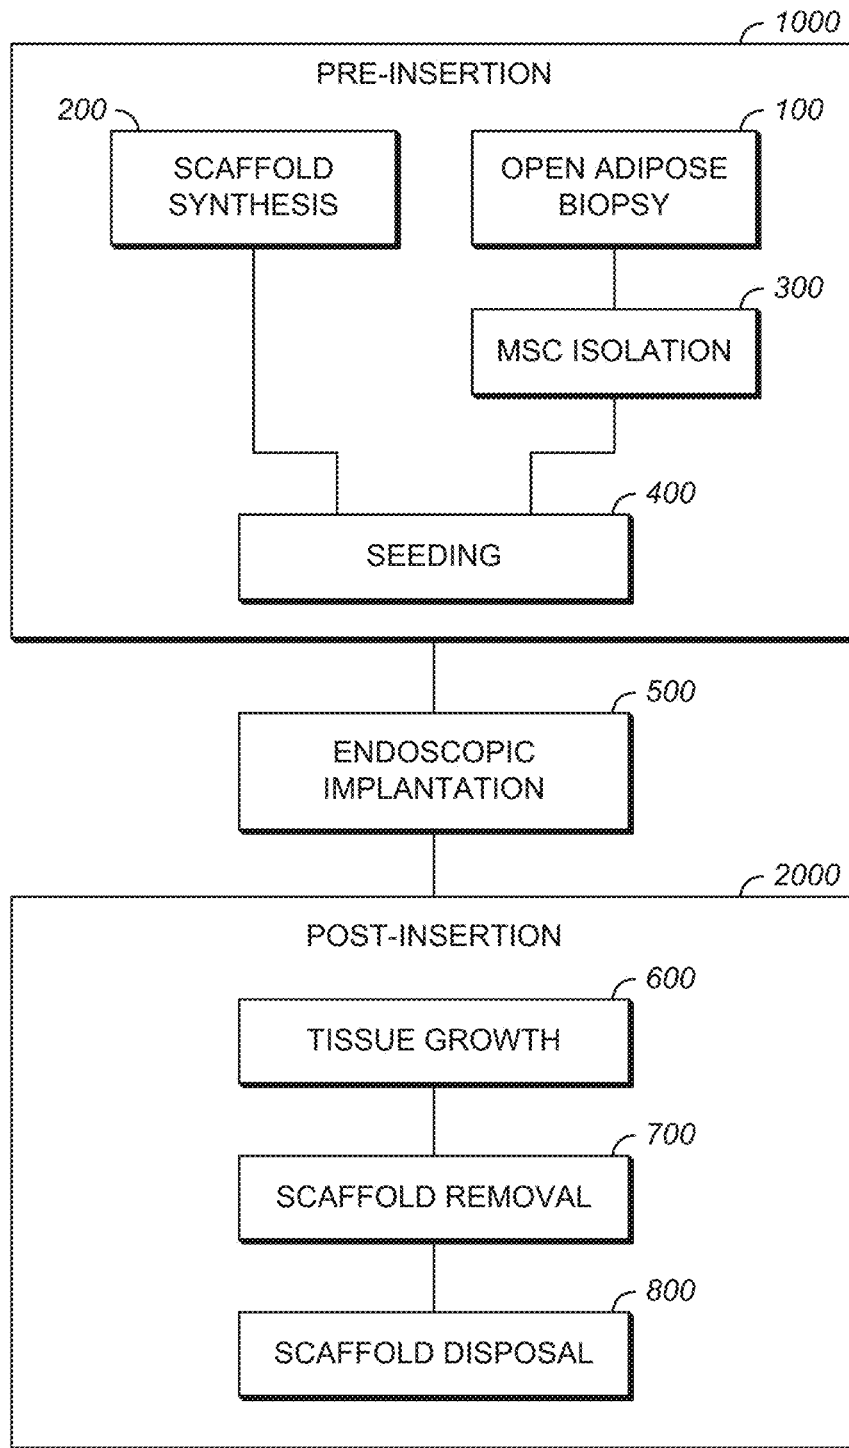 1000
PRE-INSERTION
200
SCAFFOLD
SYNTHESIS
100
OPEN ADIPOSE
BIOPSY
300
MSC ISOLATION
400
SEEDING
500
ENDOSCOPIC
IMPLANTATION
2000
POST-INSERTION
600
TISSUE GROWTH
700
SCAFFOLD REMOVAL
800
SCAFFOLD DISPOSAL